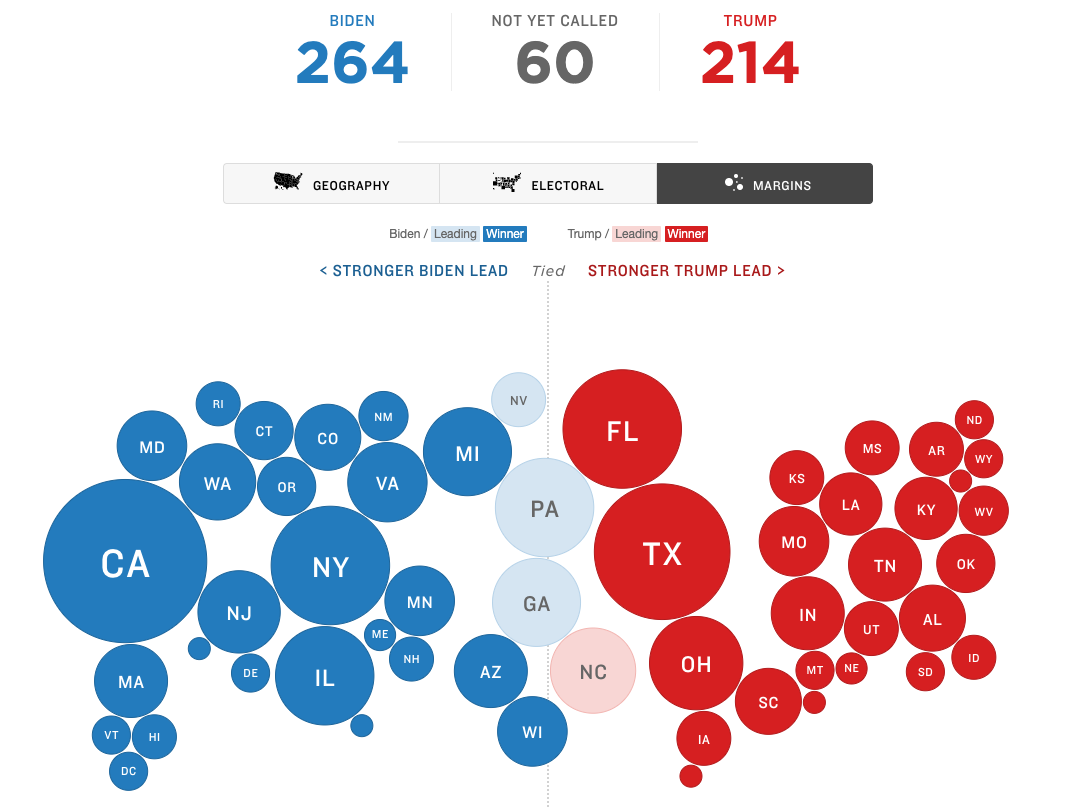 BIDEN
264
NOT YET CALLED
60
TRUMP
214
GEOGRAPHY
ELECTORAL
MARGINS
Biden / Leading Winner
Trump / Leading Winner
< STRONGER BIDEN LEAD
Tied
STRONGER TRUMP LEAD >
RI
NM
CT
CO
MD
WA
OR
VA
MI
NV
PA
CA
NY
NJ
MN
GA
ME
NH
DE
IL
MA
AZ
VT
HI
DC
WI
FL
TX
NC
OH
IA
SC
ND
MS
AR
WY
KS
LA
KY
WV
MO
TN
OK
IN
UT
AL
MT
NE
SD
ID